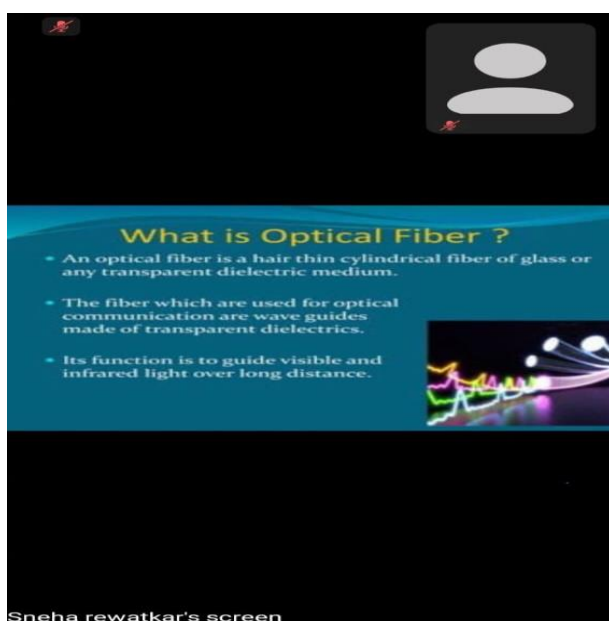 What is Optical Fiber ?
• An optical fiber is a hair thin cylindrical fiber of glass or
any transparent dielectric medium.
• The fiber which are used for optical
communication are wave guides
made of transparent dielectrics.
• Its function is to guide visible and
infrared light over long distance.
Sneha rewatkar's screen